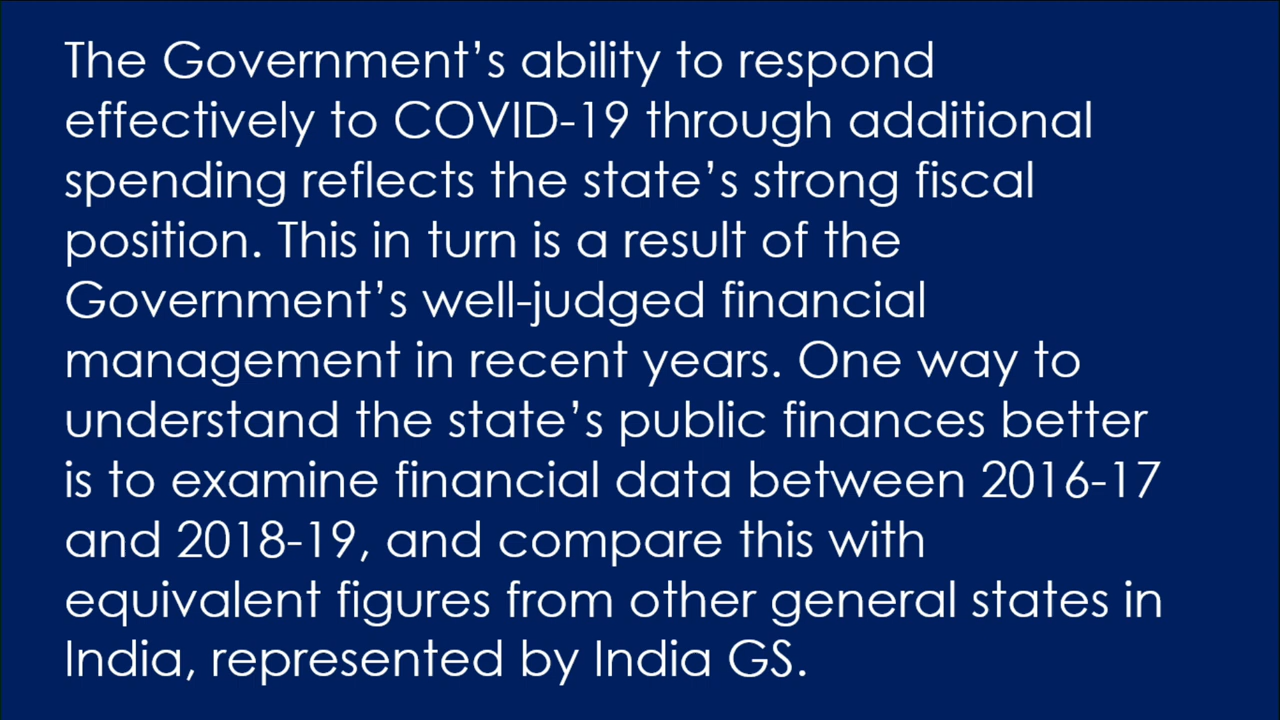 The Government’s ability to respond
effectively to COVID-19 through additional
spending reflects the state’s strong fiscal
position. This in turn is a result of the
Government’s well-judged financial
management in recent years. One way to
understand the state’s public finances better
is to examine financial data between 2016-17
and 2018-19, and compare this with
equivalent figures from other general states in
India, represented by India GS.